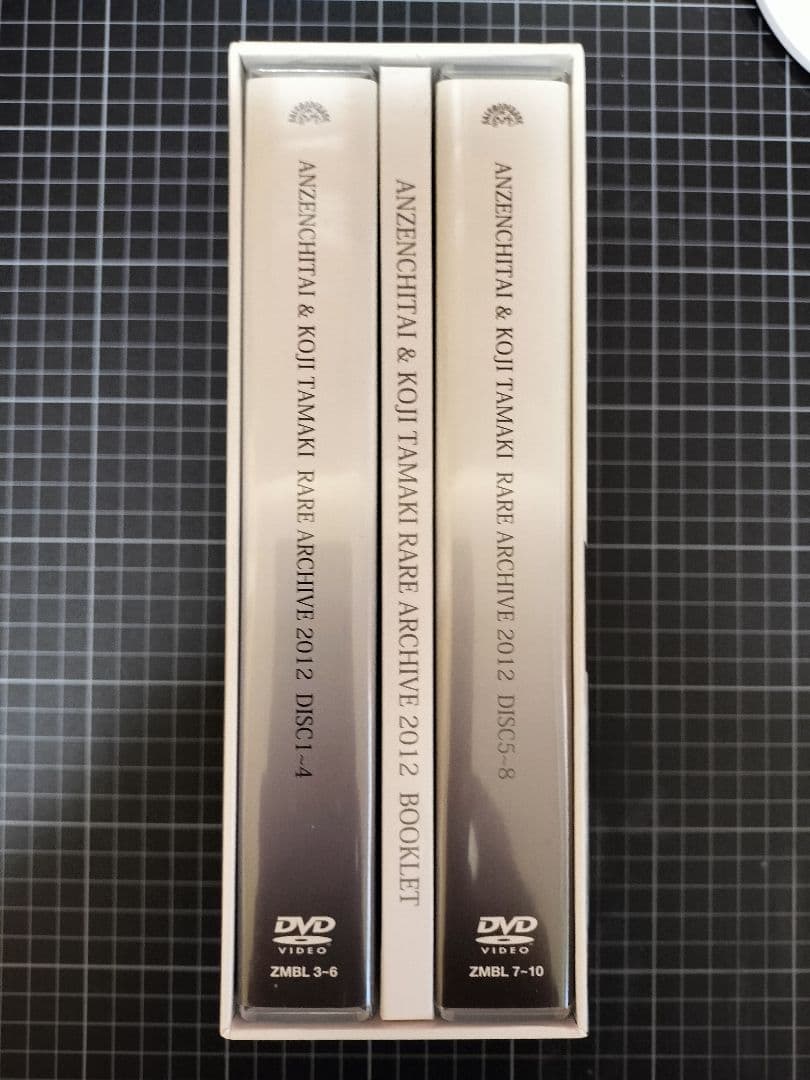 ANZENCHITAI & KOJI TAMAKI RARE ARCHIVE 2012 DISC1~4
DVD
VIDEO
ZMBL 3~6
ANZENCHITAI & KOJI TAMAKI RARE ARCHIVE 2012 BOOKLET
ANZENCHITAI & KOJI TAMAKI RARE ARCHIVE 2012 DISC5~8
DVD
VIDEO
ZMBL 7~10